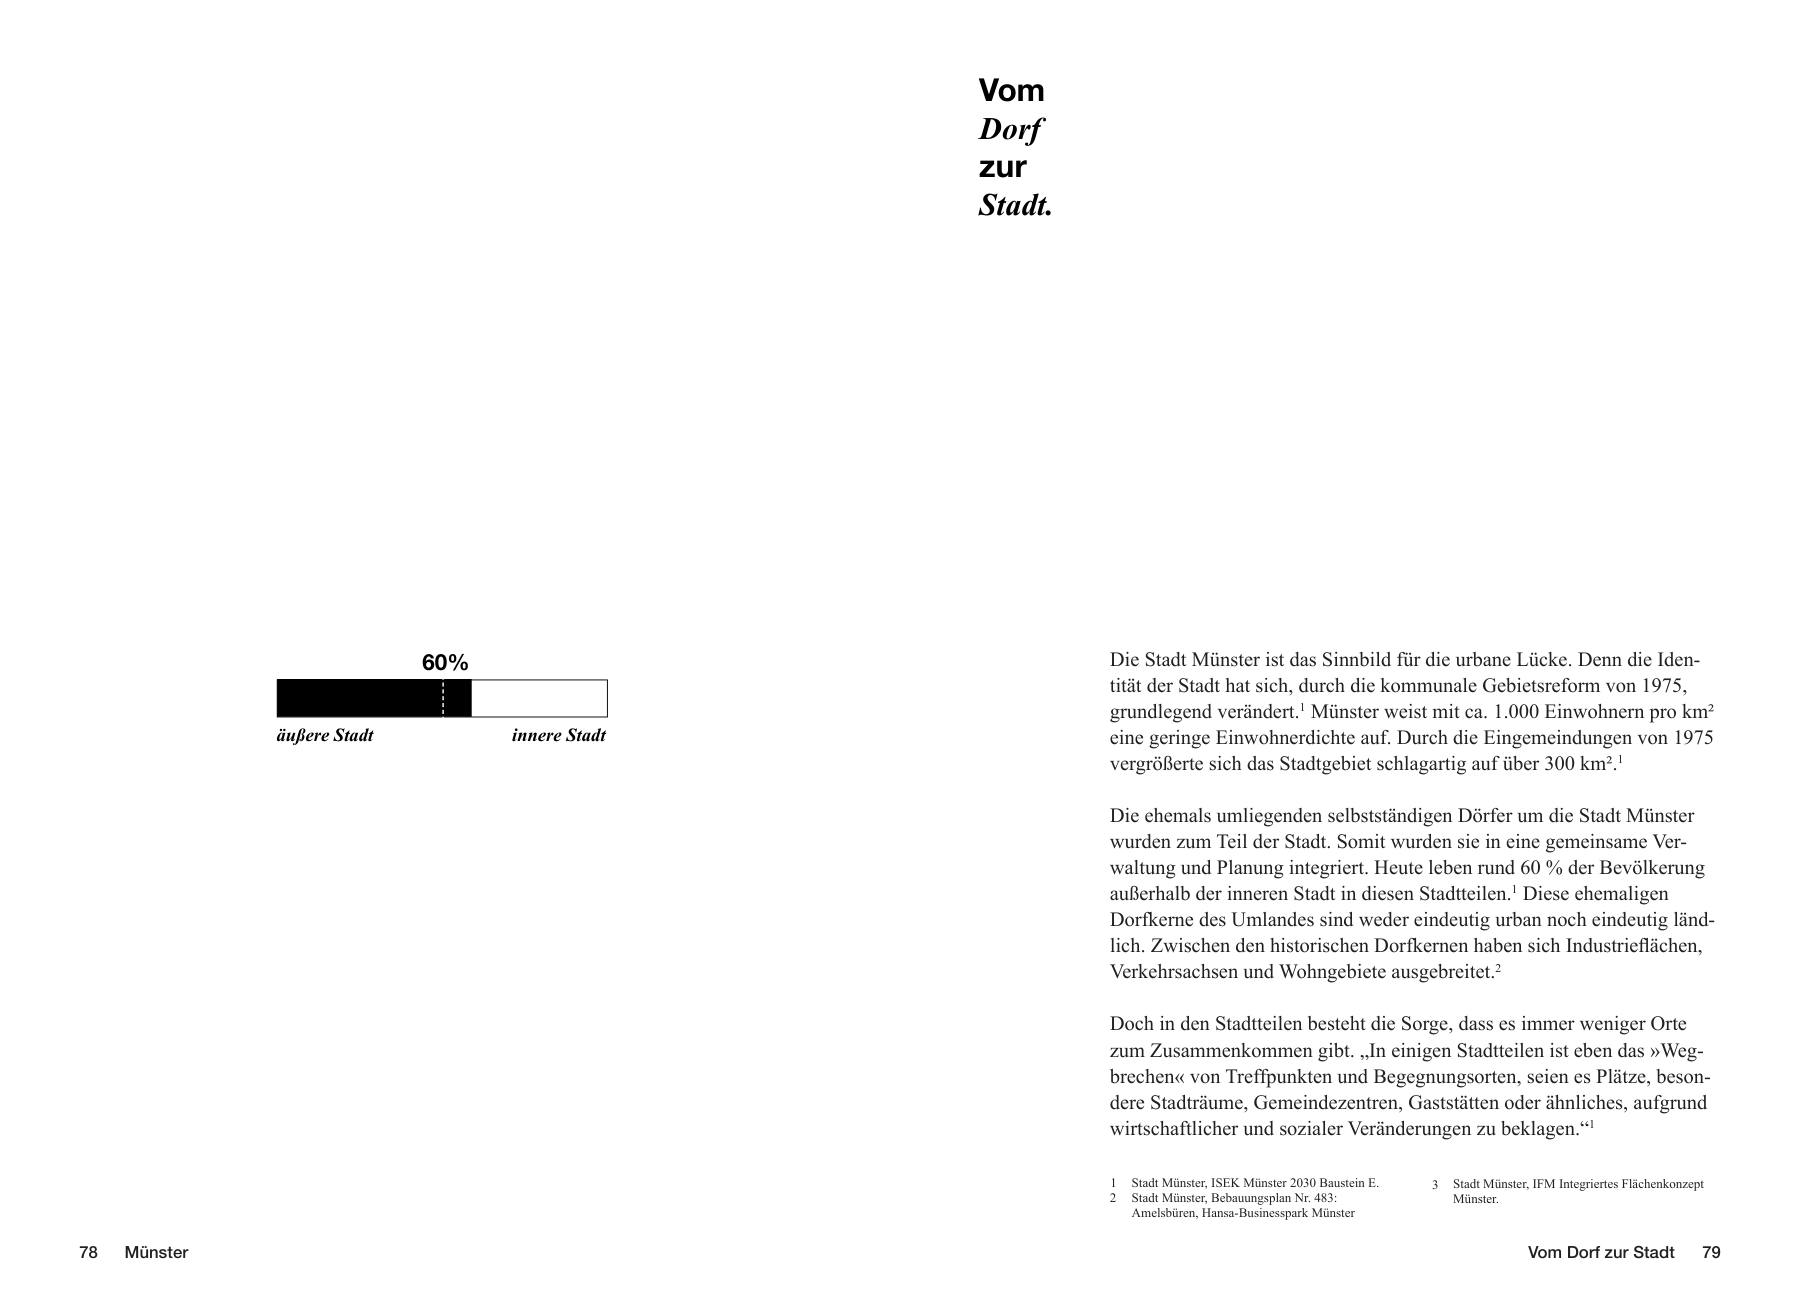 60%
äußere Stadt
innere Stadt
78 Münster
Vom
Dorf
zur
Stadt.
Die Stadt Münster ist das Sinnbild für die urbane Lücke. Denn die Iden-
tität der Stadt hat sich, durch die kommunale Gebietsreform von 1975,
grundlegend verändert.¹ Münster weist mit ca. 1.000 Einwohnern pro km²
eine geringe Einwohnerdichte auf. Durch die Eingemeindungen von 1975
vergrößerte sich das Stadtgebiet schlagartig auf über 300 km².¹
Die ehemals umliegenden selbstständigen Dörfer um die Stadt Münster
wurden zum Teil der Stadt. Somit wurden sie in eine gemeinsame Ver-
waltung und Planung integriert. Heute leben rund 60 % der Bevölkerung
außerhalb der inneren Stadt in diesen Stadtteilen.¹ Diese ehemaligen
Dorfkerne des Umlandes sind weder eindeutig urban noch eindeutig länd-
lich. Zwischen den historischen Dorfkernen haben sich Industrieflächen,
Verkehrsachsen und Wohngebiete ausgebreitet.²
Doch in den Stadtteilen besteht die Sorge, dass es immer weniger Orte
zum Zusammenkommen gibt. „In einigen Stadtteilen ist eben das »Weg-
brechen« von Treffpunkten und Begegnungsorten, seien es Plätze, beson-
dere Stadträume, Gemeindezentren, Gaststätten oder ähnliches, aufgrund
wirtschaftlicher und sozialer Veränderungen zu beklagen.“¹
1 Stadt Münster, ISEK Münster 2030 Baustein E.
2 Stadt Münster, Bebauungsplan Nr. 483:
Amelsbüren, Hansa-Businesspark Münster
3 Stadt Münster, IFM Integriertes Flächenkonzept
Münster.
Vom Dorf zur Stadt 79